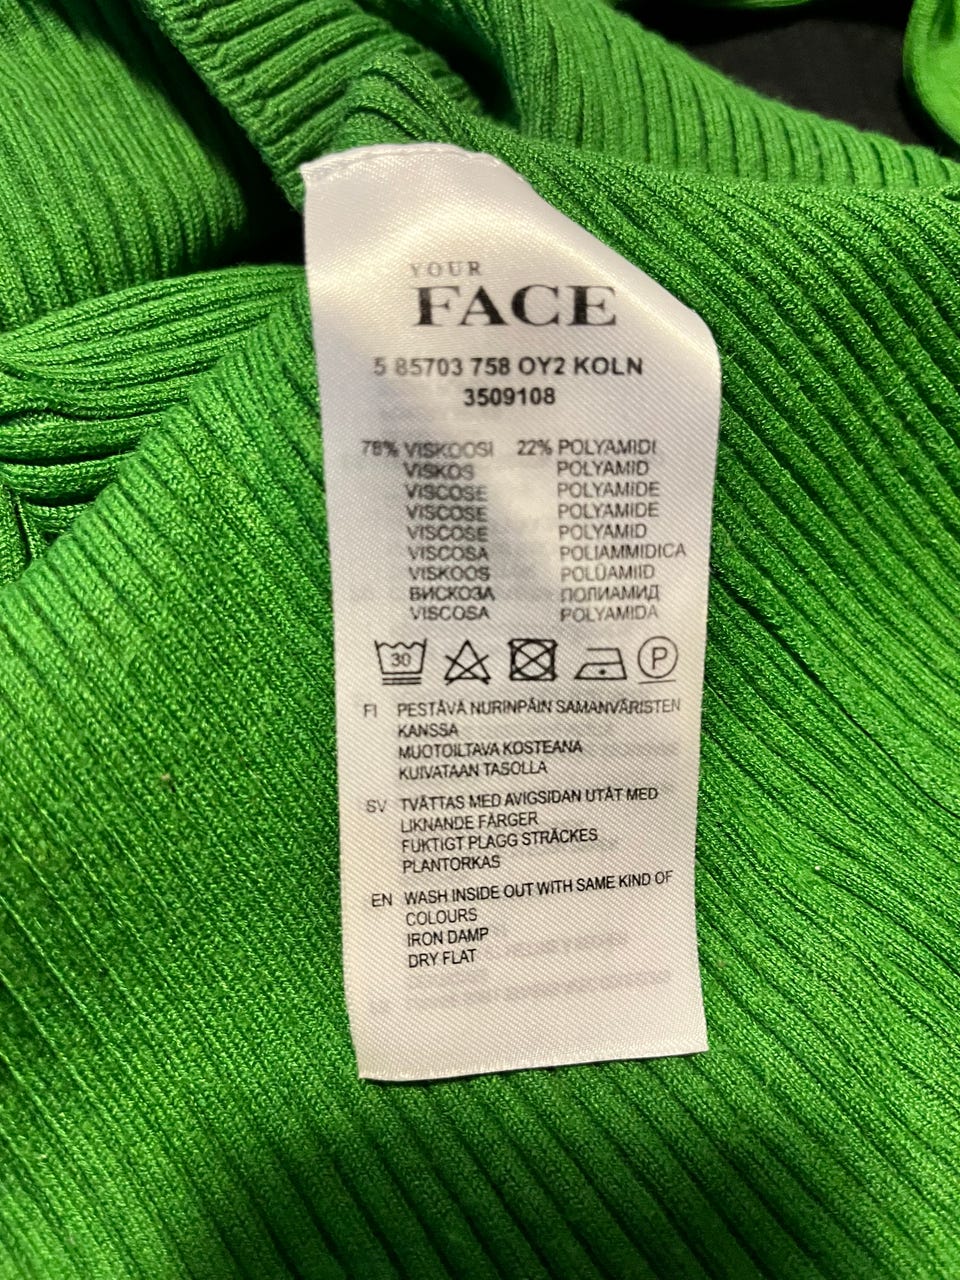 YOUR
FACE
5 85703 758 OY2 KOLN
3509108
78% VISKOOSI 22% POLYAMIDI
VISKOS POLYAMID
VISCOSE POLYAMIDE
VISCOSE POLYAMIDE
VISCOSE POLYAMID
VISCOSA POLIAMMIDICA
VISKOOS POLÜAMIID
ВИСКОЗА ПОЛИАМИД
VISCOSA POLYAMIDA
30 P
FI PESTÄVÄ NURINPÄIN SAMANVÄRISTEN
KANSSA
MUOTOILTAVA KOSTEANA
KUIVATAAN TASOLLA
SV TVÄTTAS MED AVIGSIDAN UTÅT MED
LIKNANDE FÄRGER
FUKTIGT PLAGG STRÄCKES
PLANTORKAS
EN WASH INSIDE OUT WITH SAME KIND OF
COLOURS
IRON DAMP
DRY FLAT